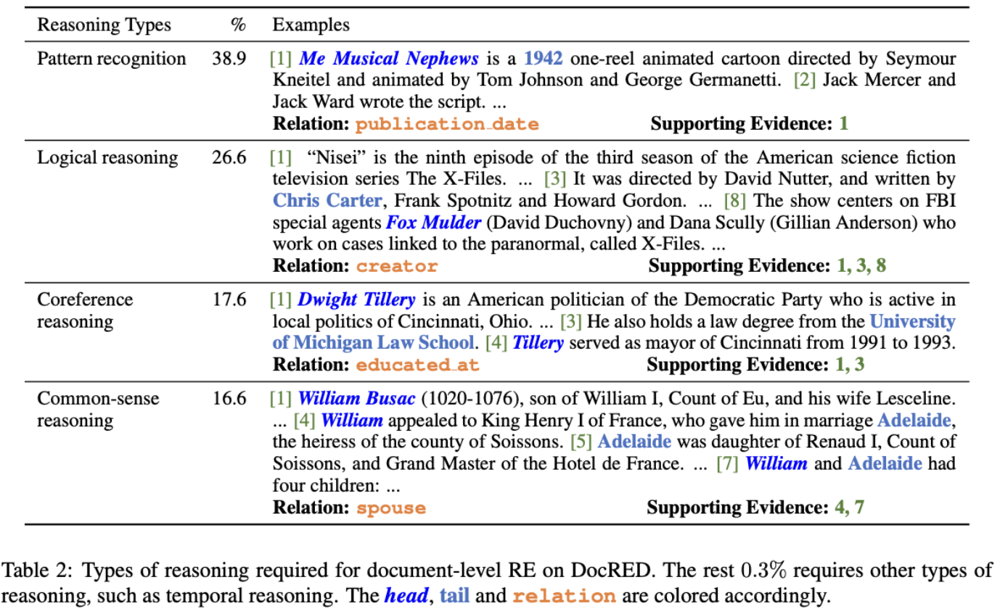 Reasoning Types % Examples
Pattern recognition 38.9 [1] Me Musical Nephews is a 1942 one-reel animated cartoon directed by Seymour
Kneitel and animated by Tom Johnson and George Germanetti. [2] Jack Mercer and
Jack Ward wrote the script. ...
Relation: publication_date Supporting Evidence: 1
Logical reasoning 26.6 [1] “Nisei” is the ninth episode of the third season of the American science fiction
television series The X-Files. ... [3] It was directed by David Nutter, and written by
Chris Carter, Frank Spotnitz and Howard Gordon. ... [8] The show centers on FBI
special agents Fox Mulder (David Duchovny) and Dana Scully (Gillian Anderson) who
work on cases linked to the paranormal, called X-Files. ...
Relation: creator Supporting Evidence: 1, 3, 8
Coreference 17.6 [1] Dwight Tillery is an American politician of the Democratic Party who is active in
reasoning local politics of Cincinnati, Ohio. ... [3] He also holds a law degree from the University
of Michigan Law School. [4] Tillery served as mayor of Cincinnati from 1991 to 1993.
Relation: educated_at Supporting Evidence: 1, 3
Common-sense 16.6 [1] William Busac (1020-1076), son of William I, Count of Eu, and his wife Lesceline.
reasoning ... [4] William appealed to King Henry I of France, who gave him in marriage Adelaide,
the heiress of the county of Soissons. [5] Adelaide was daughter of Renaud I, Count of
Soissons, and Grand Master of the Hotel de France. ... [7] William and Adelaide had
four children: ...
Relation: spouse Supporting Evidence: 4, 7
Table 2: Types of reasoning required for document-level RE on DocRED. The rest 0.3% requires other types of
reasoning, such as temporal reasoning. The head, tail and relation are colored accordingly.